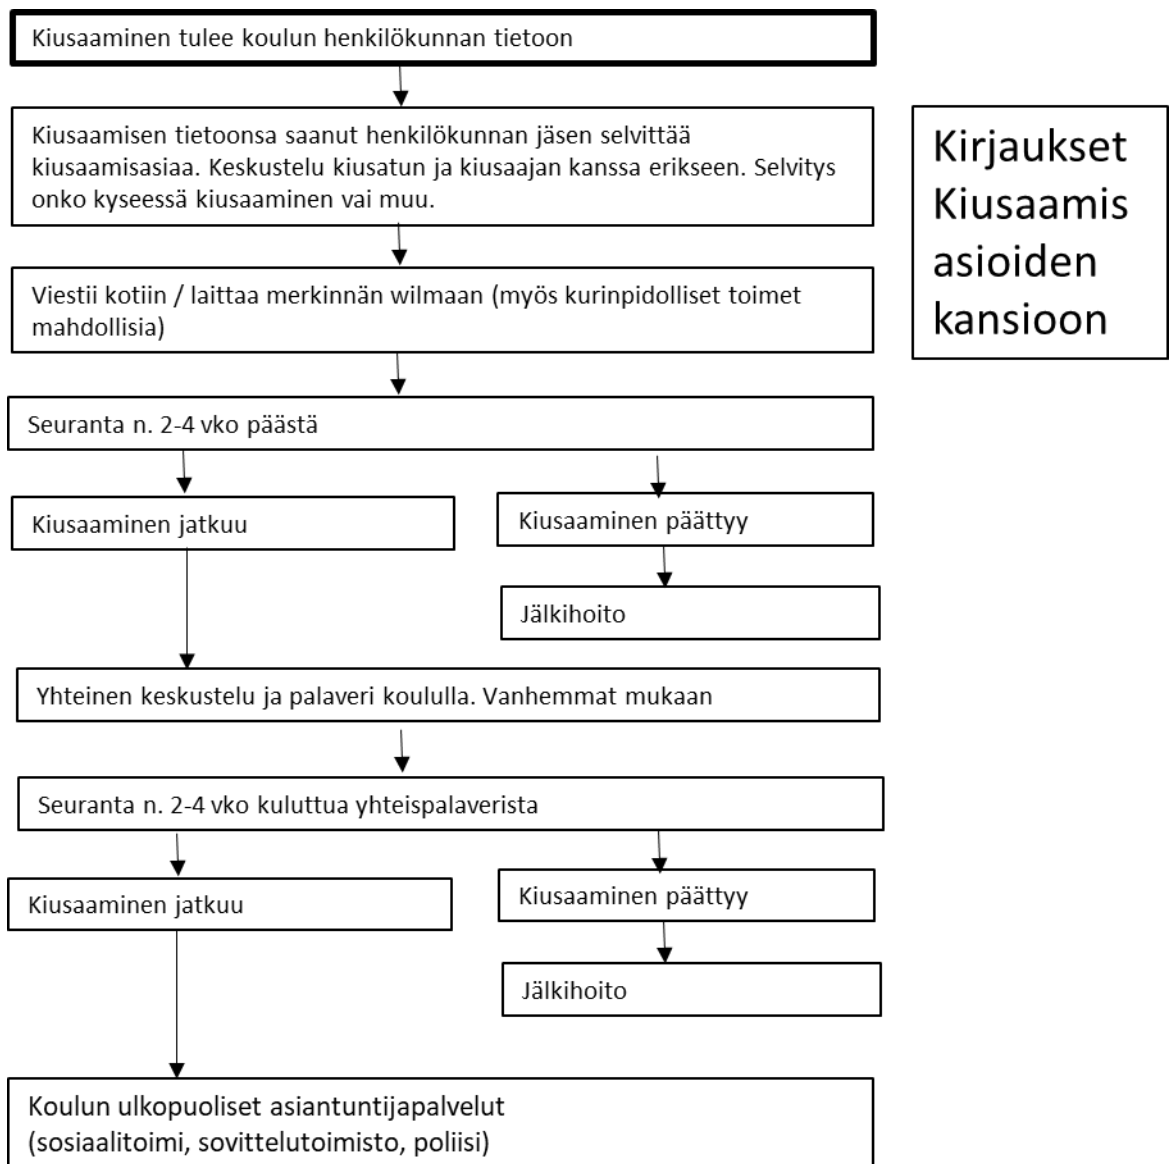 Kiusaaminen tulee koulun henkilökunnan tietoon
Kiusaamisen tietoonsa saanut henkilökunnan jäsen selvittää
kiusaamisasiaa. Keskustelu kiusatun ja kiusaajan kanssa erikseen. Selvitys
onko kyseessä kiusaaminen vai muu.
Kirjaukset
Kiusaamis
asioiden
kansioon
Viestii kotiin / laittaa merkinnän wilmaan (myös kurinpidolliset toimet
mahdollisia)
Seuranta n. 2-4 vko päästä
Kiusaaminen jatkuu
Kiusaaminen päättyy
Jälkihoito
Yhteinen keskustelu ja palaveri koululla. Vanhemmat mukaan
Seuranta n. 2-4 vko kuluttua yhteispalaverista
Kiusaaminen jatkuu
Kiusaaminen päättyy
Jälkihoito
Koulun ulkopuoliset asiantuntijapalvelut
(sosiaalitoimi, sovittelutoimisto, poliisi)